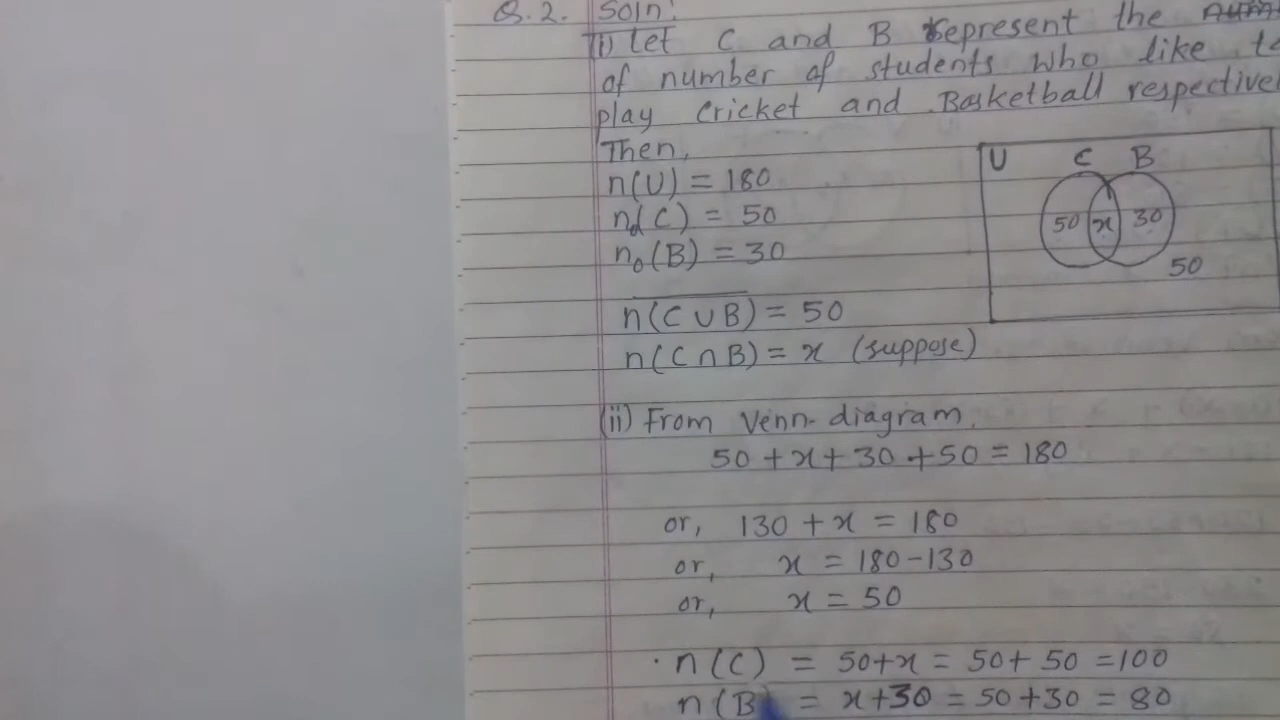 Q.2. Soln:
(i) Let C and B represent the
of number of students who like to
play cricket and Basketball
Then,
n(U) = 180
n₀(C) = 50
n₀(B) = 30
n(C∪B)‾ = 50
n(C∩B) = x (suppose)
U C B
50 x 30
50
(ii) From Venn-diagram,
50 + x + 30 + 50 = 180
or, 130 + x = 180
or, x = 180 - 130
or, x = 50
n(C) = 50+x = 50+50 = 100
n(B) = x+30 = 50+30 = 80